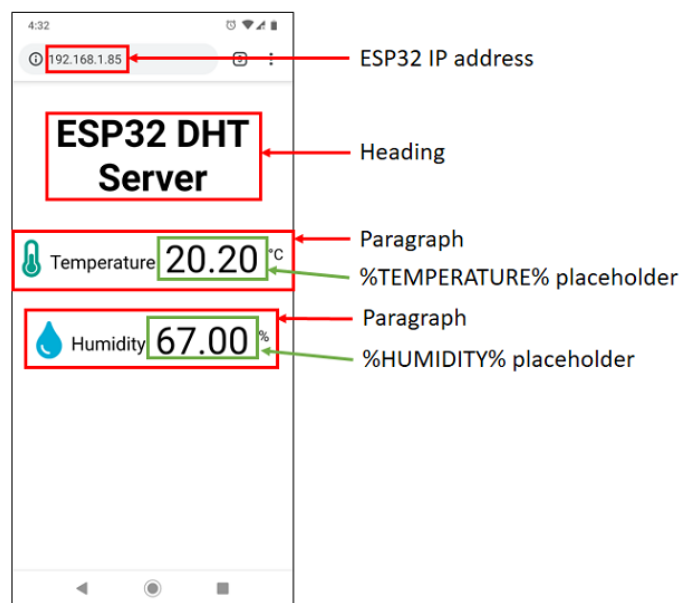 4:32
192.168.1.85
ESP32 IP address
ESP32 DHT
Server
Heading
Paragraph
Temperature 20.20 °C
%TEMPERATURE% placeholder
Paragraph
Humidity 67.00 %
%HUMIDITY% placeholder